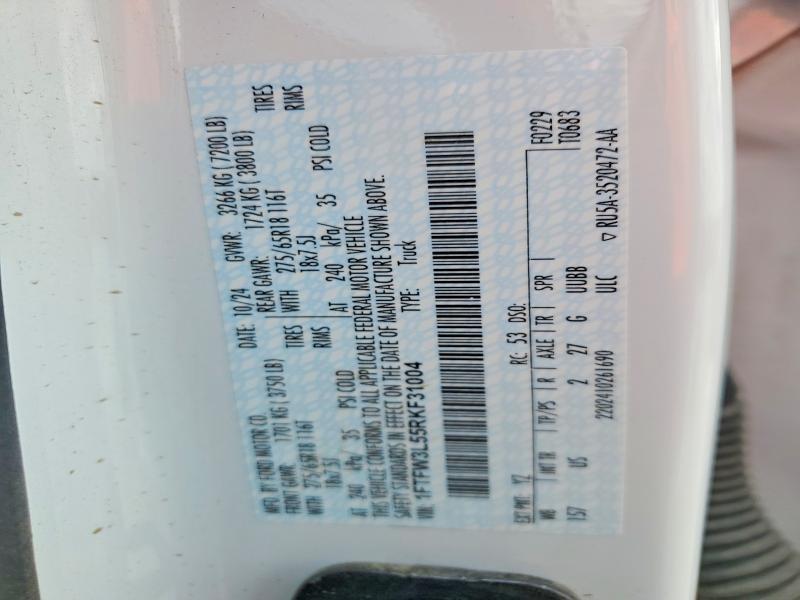 MFD. BY FORD MOTOR CO. DATE: 10/24 GVWR: 3266 KG ( 7200 LB)
FRONT GAWR: 1701 KG ( 3750 LB) REAR GAWR: 1724 KG ( 3800 LB)
WITH 275/65R18 116T TIRES WITH 275/65R18 116T TIRES
18x7.5J RIMS 18x7.5J RIMS
AT 240 kPa/ 35 PSI COLD AT 240 kPa/ 35 PSI COLD
THIS VEHICLE CONFORMS TO ALL APPLICABLE FEDERAL MOTOR VEHICLE
SAFETY STANDARDS IN EFFECT ON THE DATE OF MANUFACTURE SHOWN ABOVE.
VIN: 1FTFW3L55RKF31004 TYPE: Truck
F0229
EXT PNT: YZ RC: 53 DSO: T0683
WB INT TR TP/PS R AXLE TR SPR
157 US 2 27 G UUBB
2202410261690 ULC ▽ RU5A-3520472-AA